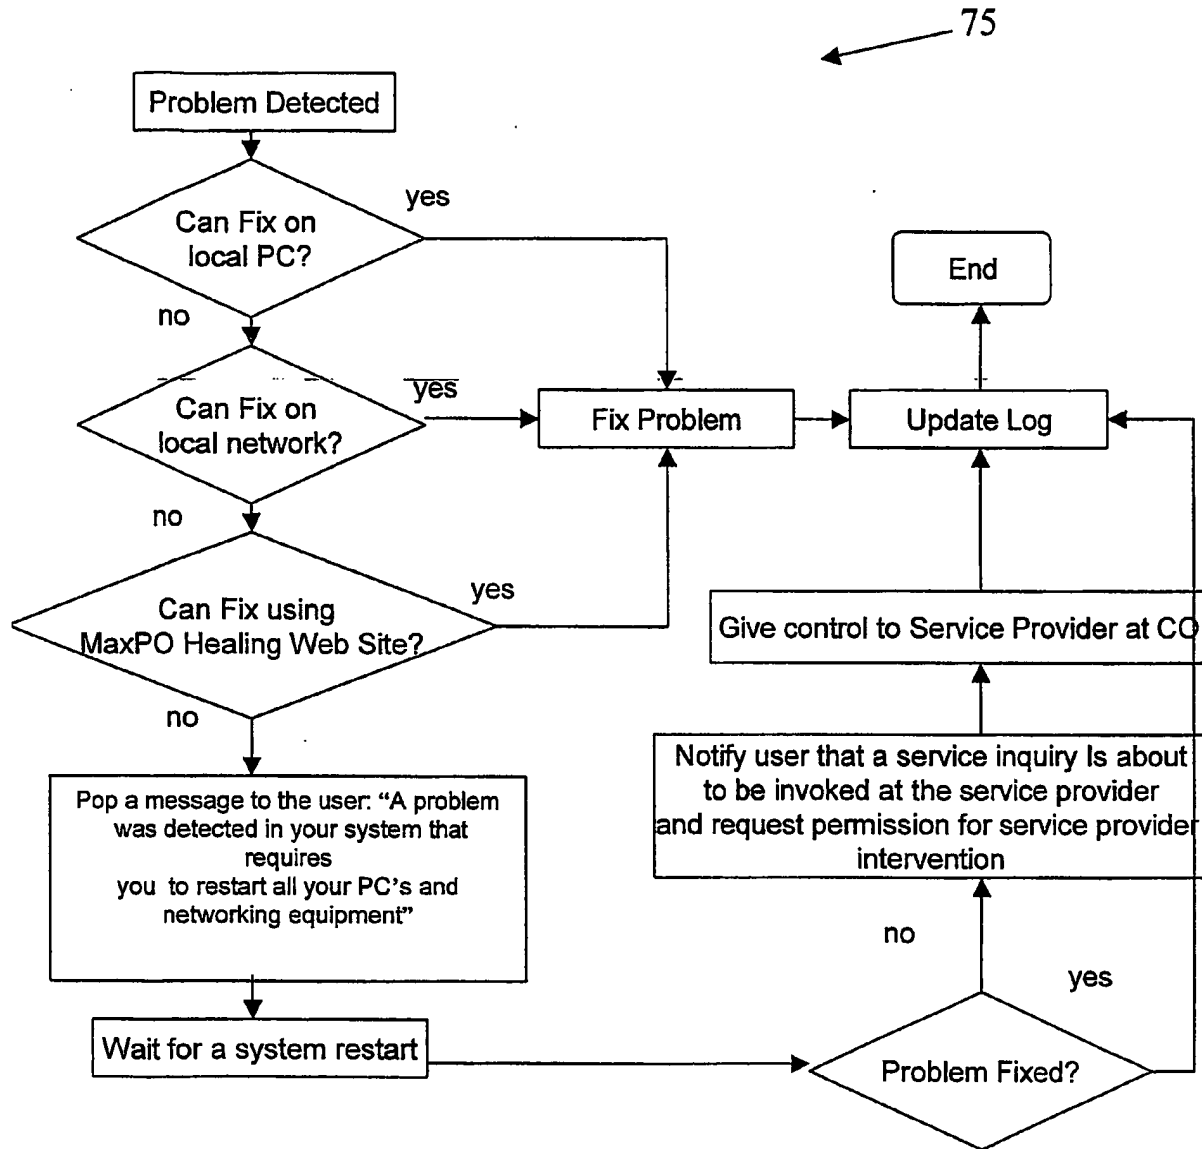 75
Problem Detected
Can Fix on
local PC?
yes
no
Can Fix on
local network?
yes
no
Can Fix using
MaxPO Healing Web Site?
yes
no
Pop a message to the user: “A problem
was detected in your system that
requires
you to restart all your PC’s and
networking equipment”
Wait for a system restart
Fix Problem
Update Log
End
Give control to Service Provider at CO
Notify user that a service inquiry Is about
to be invoked at the service provider
and request permission for service provider
intervention
no
yes
Problem Fixed?